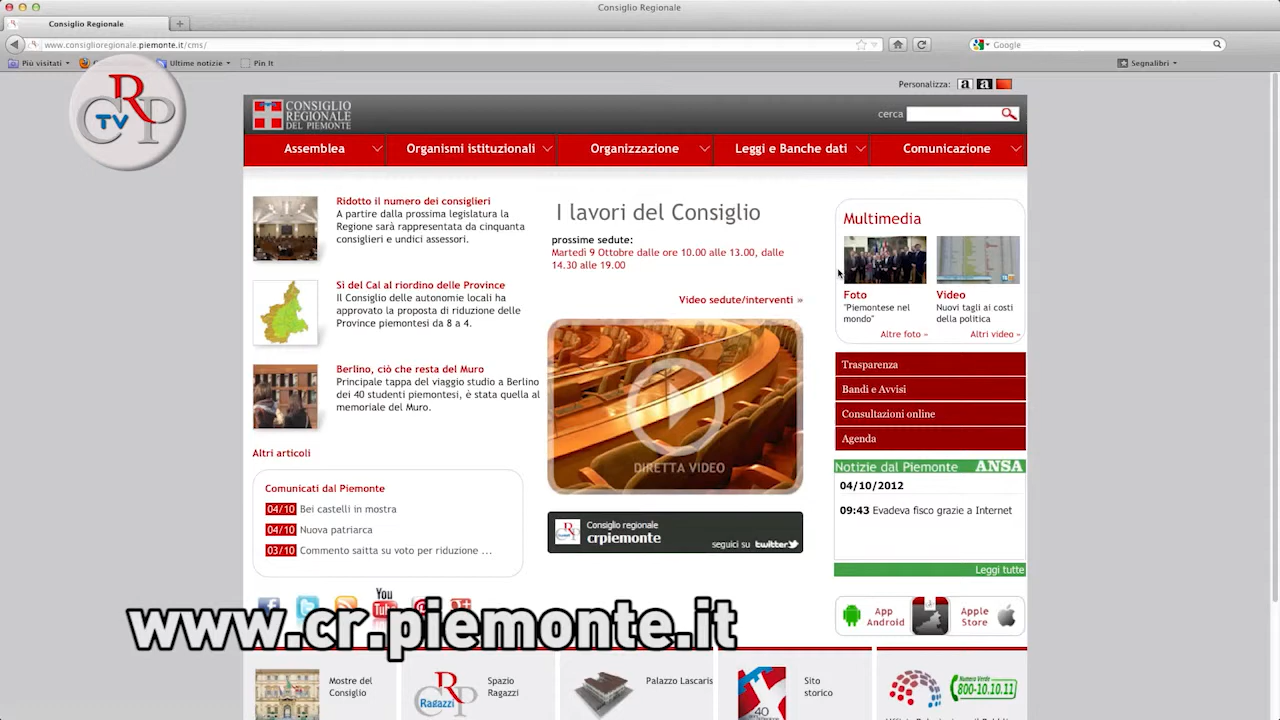 Consiglio Regionale
Consiglio Regionale
www.consiglioregionale.piemonte.it/cms/
Google
Più visitati
Ultime notizie
Pin It
Segnalibri
CRP
TV
Personalizza: a a
CONSIGLIO
REGIONALE
DEL PIEMONTE
cerca
Assemblea
Organismi istituzionali
Organizzazione
Leggi e Banche dati
Comunicazione
Ridotto il numero dei consiglieri
A partire dalla prossima legislatura la
Regione sarà rappresentata da cinquanta
consiglieri e undici assessori.
Sì del Cal al riordino delle Province
Il Consiglio delle autonomie locali ha
approvato la proposta di riduzione delle
Province piemontesi da 8 a 4.
Berlino, ciò che resta del Muro
Principale tappa del viaggio studio a Berlino
dei 40 studenti piemontesi, è stata quella al
memoriale del Muro.
Altri articoli
Comunicati dal Piemonte
04/10 Bei castelli in mostra
04/10 Nuova patriarca
03/10 Commento saitta su voto per riduzione ...
I lavori del Consiglio
prossime sedute:
Martedì 9 Ottobre dalle ore 10.00 alle 13.00, dalle
14.30 alle 19.00
Video sedute/interventi »
DIRETTA VIDEO
Consiglio regionale
crpiemonte
seguici su twitter
Multimedia
Foto
"Piemontese nel
mondo"
Altre foto »
Video
Nuovi tagli ai costi
della politica
Altri video »
Trasparenza
Bandi e Avvisi
Consultazioni online
Agenda
Notizie dal Piemonte ANSA
04/10/2012
09:43 Evadeva fisco grazie a Internet
Leggi tutte
App
Android
Apple
Store
You
www.cr.piemonte.it
Mostre del
Consiglio
CRP
Ragazzi
Spazio
Ragazzi
Palazzo Lascaris
40
Sito
storico
Numero Verde
800-10.10.11